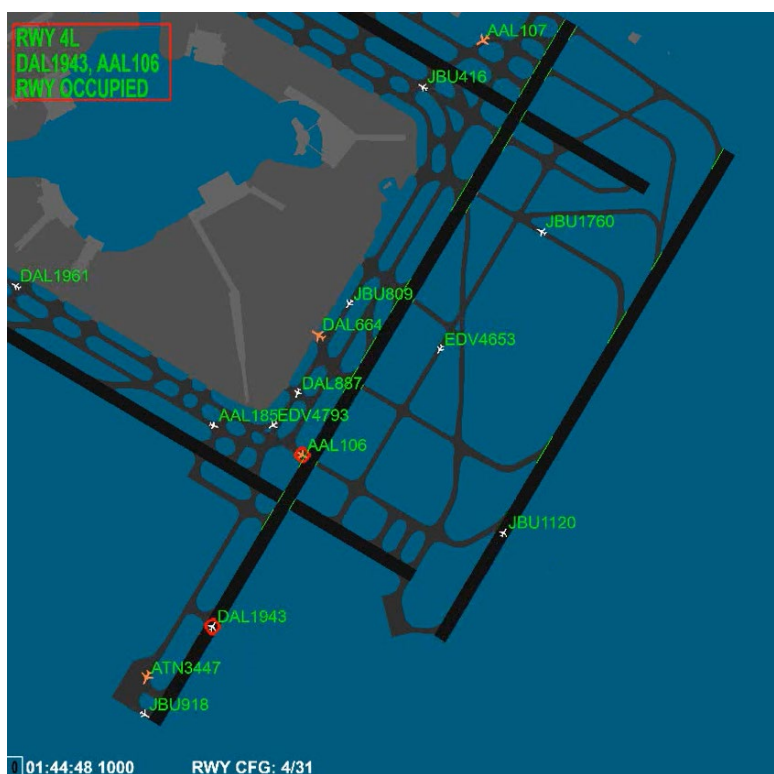 RWY 4L
DAL1943, AAL106
RWY OCCUPIED
AAL107
JBU416
JBU1760
DAL1961
JBU809
DAL664
EDV4653
DAL887
AAL185
EDV4793
AAL106
JBU1120
DAL1943
ATN3447
JBU918
01:44:48 1000 RWY CFG: 4/31